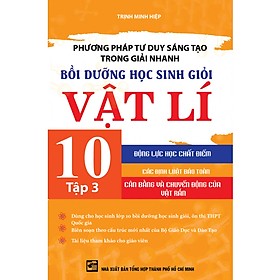 TRỊNH MINH HIỆP
PHƯƠNG PHÁP TƯ DUY SÁNG TẠO
TRONG GIẢI NHANH
BỒI DƯỠNG HỌC SINH GIỎI
VẬT LÍ
10
Tập 3
ĐỘNG LỰC HỌC CHẤT ĐIỂM
CÁC ĐỊNH LUẬT BẢO TOÀN
CÂN BẰNG VÀ CHUYỂN ĐỘNG CỦA
VẬT RẮN
Dùng cho học sinh lớp 10 bồi dưỡng học sinh giỏi, ôn thi THPT
Quốc gia
Biên soạn theo cấu trúc mới nhất của Bộ Giáo Dục và Đào Tạo
Tài liệu tham khảo cho giáo viên
NHÀ XUẤT BẢN TỔNG HỢP THÀNH PHỐ HỒ CHÍ MINH